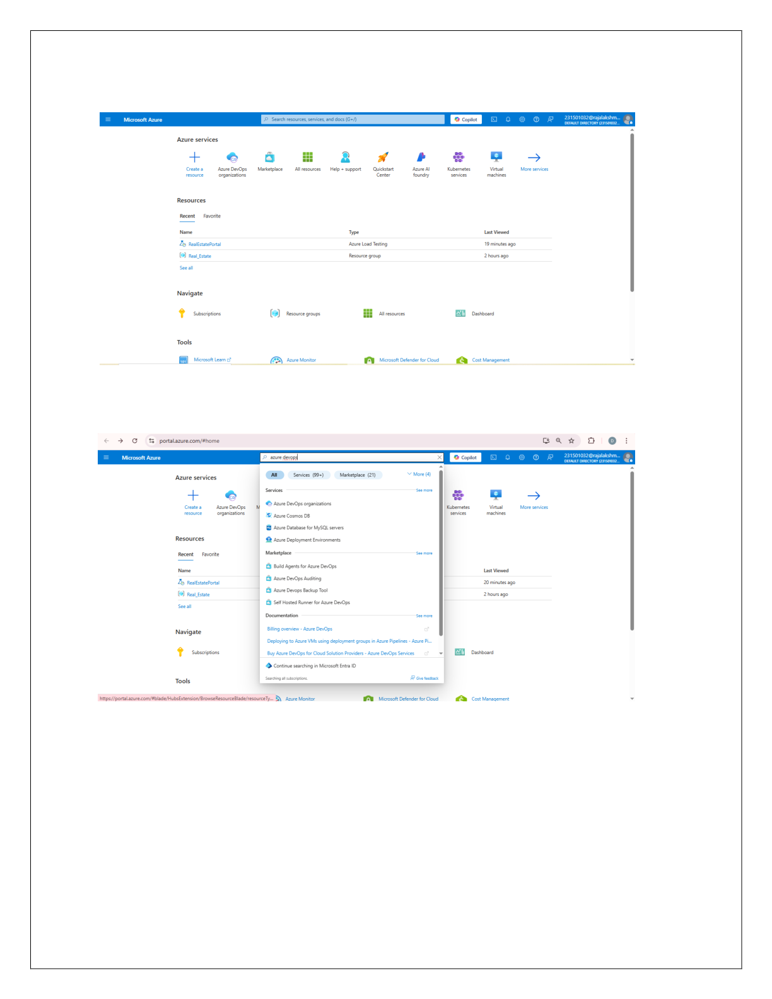 Microsoft Azure
Search resources, services, and docs (G+/)
Copilot
231501032@rajalakshm...
DEFAULT DIRECTORY (231501032...
Azure services
Create a resource
Azure DevOps organizations
Marketplace
All resources
Help + support
Quickstart Center
Azure AI foundry
Kubernetes services
Virtual machines
More services
Resources
Recent Favorite
Name Type Last Viewed
RealEstatePortal Azure Load Testing 19 minutes ago
Real_Estate Resource group 2 hours ago
See all
Navigate
Subscriptions Resource groups All resources Dashboard
Tools
Microsoft Learn Azure Monitor Microsoft Defender for Cloud Cost Management
portal.azure.com/#home
D
Microsoft Azure
azure devops
Copilot
231501032@rajalakshm...
DEFAULT DIRECTORY (231501032...
Azure services
Create a resource
Azure DevOps organizations
M
Kubernetes services
Virtual machines
More services
All Services (99+) Marketplace (21) More (4)
Services See more
Azure DevOps organizations
Azure Cosmos DB
Azure Database for MySQL servers
Azure Deployment Environments
Marketplace See more
Build Agents for Azure DevOps
Azure DevOps Auditing
Azure Devops Backup Tool
Self Hosted Runner for Azure DevOps
Documentation See more
Billing overview - Azure DevOps
Deploying to Azure VMs using deployment groups in Azure Pipelines - Azure Pi...
Buy Azure DevOps for Cloud Solution Providers - Azure DevOps Services
Continue searching in Microsoft Entra ID
Searching all subscriptions. Give feedback
Resources
Recent Favorite
Name Last Viewed
RealEstatePortal 20 minutes ago
Real_Estate 2 hours ago
See all
Navigate
Subscriptions Dashboard
Tools
https://portal.azure.com/#blade/HubsExtension/BrowseResourceBlade/resourceTy...
Azure Monitor Microsoft Defender for Cloud Cost Management